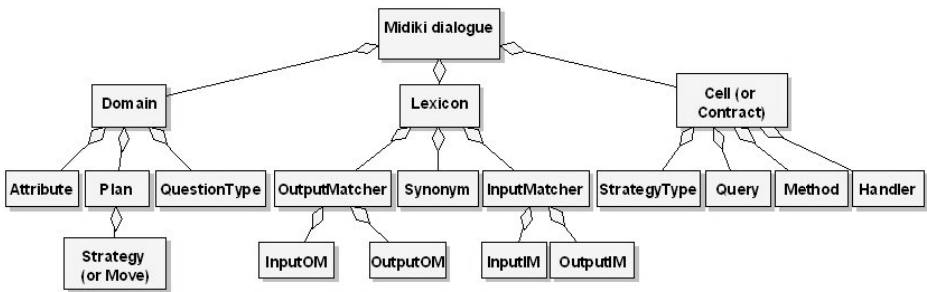 Midiki dialogue
Domain
Lexicon
Cell (or
Contract)
Attribute
Plan
QuestionType
OutputMatcher
Synonym
InputMatcher
StrategyType
Query
Method
Handler
Strategy
(or Move)
InputOM
OutputOM
InputIM
OutputIM